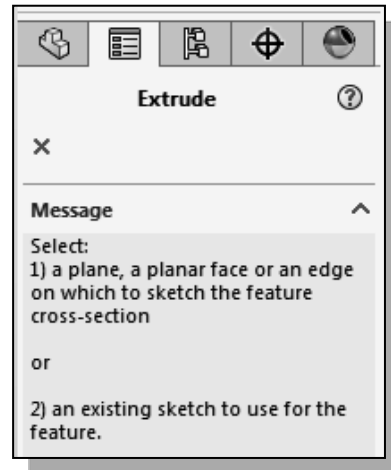 Extrude
Message
Select:
1) a plane, a planar face or an edge
on which to sketch the feature
cross-section
or
2) an existing sketch to use for the
feature.